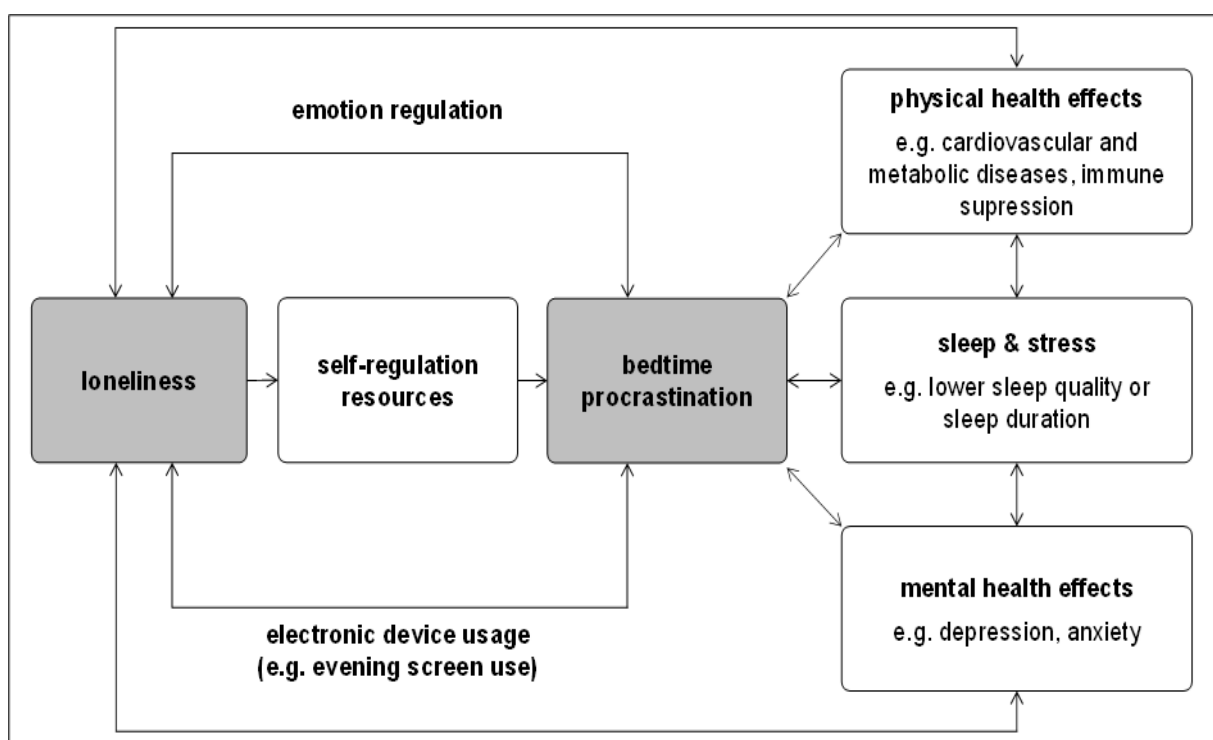 emotion regulation
physical health effects
e.g. cardiovascular and
metabolic diseases, immune
supression
loneliness
self-regulation
resources
bedtime
procrastination
sleep & stress
e.g. lower sleep quality or
sleep duration
electronic device usage
(e.g. evening screen use)
mental health effects
e.g. depression, anxiety